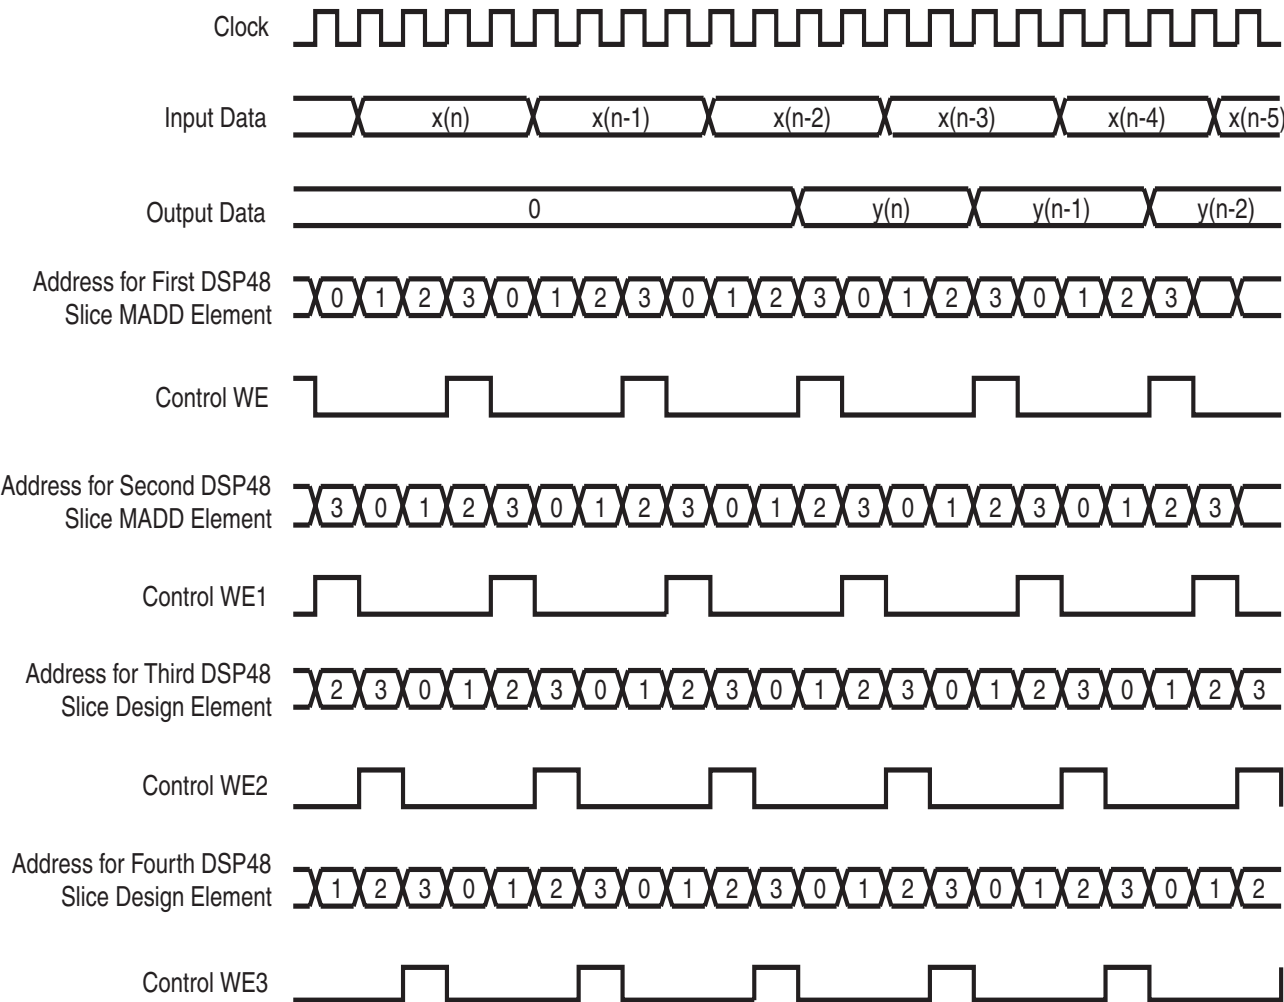 Clock
Input Data
x(n) x(n-1) x(n-2) x(n-3) x(n-4) x(n-5)
Output Data
0 y(n) y(n-1) y(n-2)
Address for First DSP48
Slice MADD Element
0 1 2 3 0 1 2 3 0 1 2 3 0 1 2 3 0 1 2 3
Control WE
Address for Second DSP48
Slice MADD Element
3 0 1 2 3 0 1 2 3 0 1 2 3 0 1 2 3 0 1 2 3
Control WE1
Address for Third DSP48
Slice Design Element
2 3 0 1 2 3 0 1 2 3 0 1 2 3 0 1 2 3 0 1 2 3
Control WE2
Address for Fourth DSP48
Slice Design Element
1 2 3 0 1 2 3 0 1 2 3 0 1 2 3 0 1 2 3 0 1 2
Control WE3